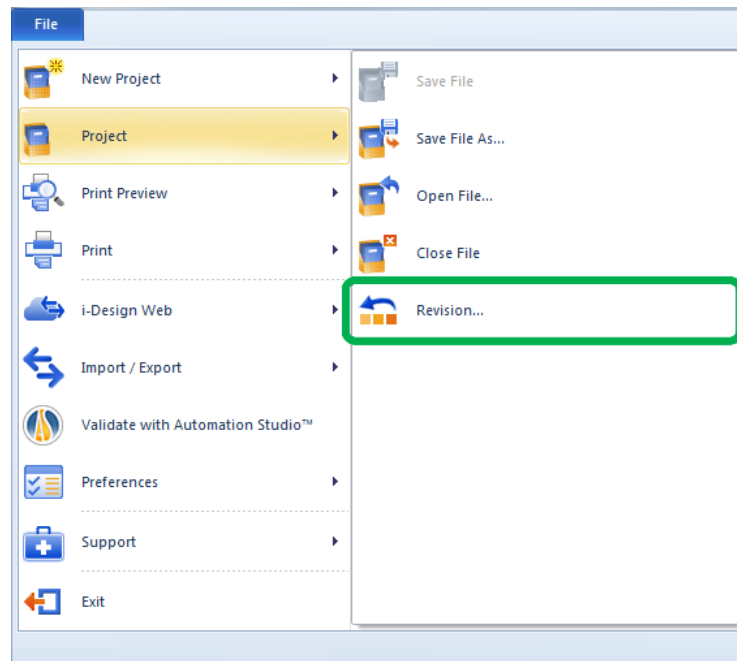 File
New Project
Project
Print Preview
Print
i-Design Web
Import / Export
Validate with Automation Studio™
Preferences
Support
Exit
Save File
Save File As...
Open File...
Close File
Revision...